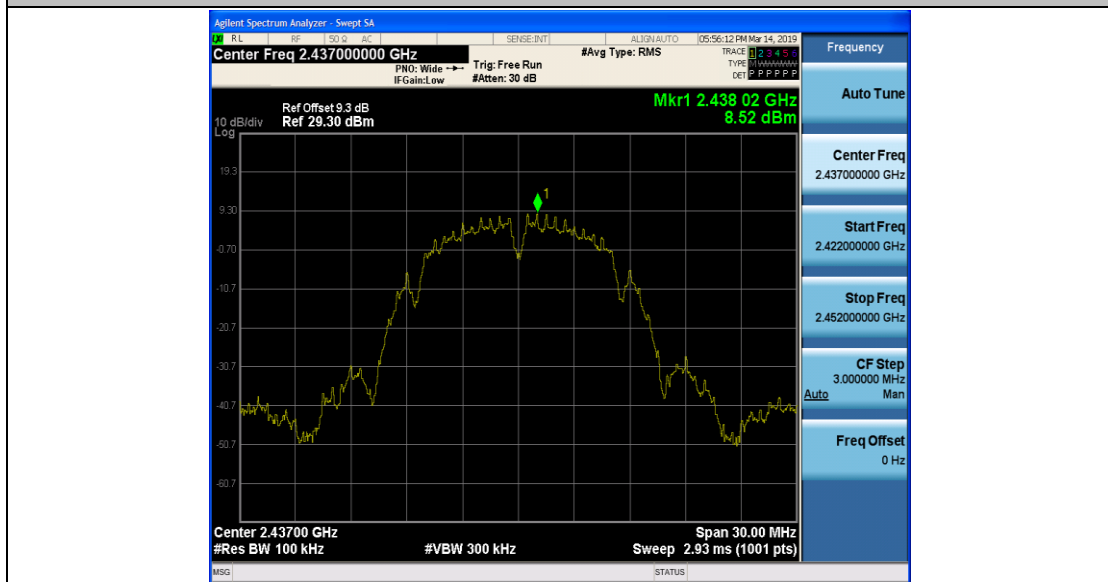 Agilent Spectrum Analyzer - Swept SA
RL RF 50 Ω AC SENSE:INT ALIGN AUTO 05:56:12 PM Mar 14, 2019
Center Freq 2.437000000 GHz
PNO: Wide
IFGain:Low
Trig: Free Run
#Atten: 30 dB
#Avg Type: RMS
TRACE 1 2 3 4 5 6
TYPE M W W W W W
DET P P P P P P
Ref Offset 9.3 dB
10 dB/div Ref 29.30 dBm
Log
Mkr1 2.438 02 GHz
8.52 dBm
19.3
9.30
-0.70
-10.7
-20.7
-30.7
-40.7
-50.7
-60.7
1
Center 2.43700 GHz Span 30.00 MHz
#Res BW 100 kHz #VBW 300 kHz Sweep 2.93 ms (1001 pts)
MSG STATUS
Frequency
Auto Tune
Center Freq
2.437000000 GHz
Start Freq
2.422000000 GHz
Stop Freq
2.452000000 GHz
CF Step
3.000000 MHz
Auto Man
Freq Offset
0 Hz